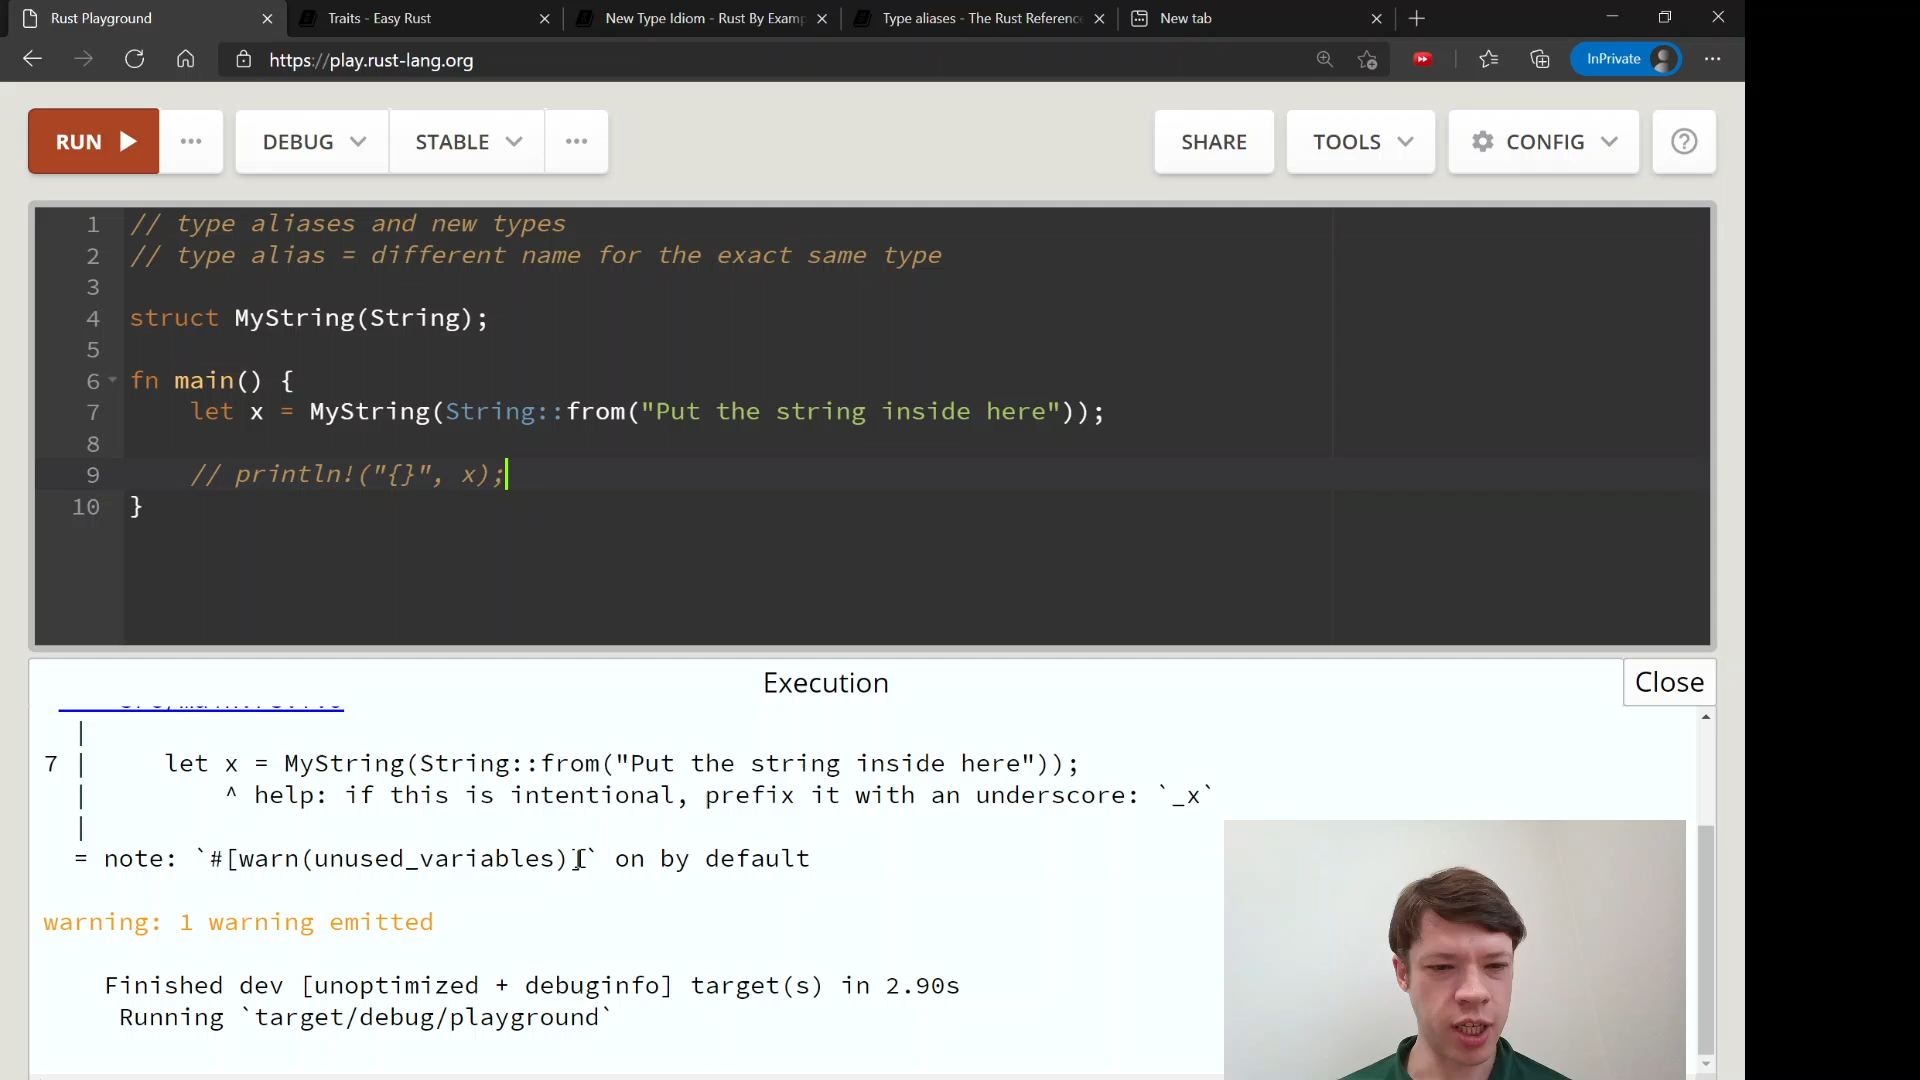 Rust Playground
Traits - Easy Rust
New Type Idiom - Rust By Examp
Type aliases - The Rust Reference
New tab
https://play.rust-lang.org
InPrivate
RUN
DEBUG
STABLE
SHARE
TOOLS
CONFIG
1 // type aliases and new types
2 // type alias = different name for the exact same type
3
4 struct MyString(String);
5
6 fn main() {
7 let x = MyString(String::from("Put the string inside here"));
8
9 // println!("{}", x);
10 }
Execution
Close
|
7 | let x = MyString(String::from("Put the string inside here"));
| ^ help: if this is intentional, prefix it with an underscore: `_x`
|
= note: `#[warn(unused_variables)]` on by default
warning: 1 warning emitted
Finished dev [unoptimized + debuginfo] target(s) in 2.90s
Running `target/debug/playground`